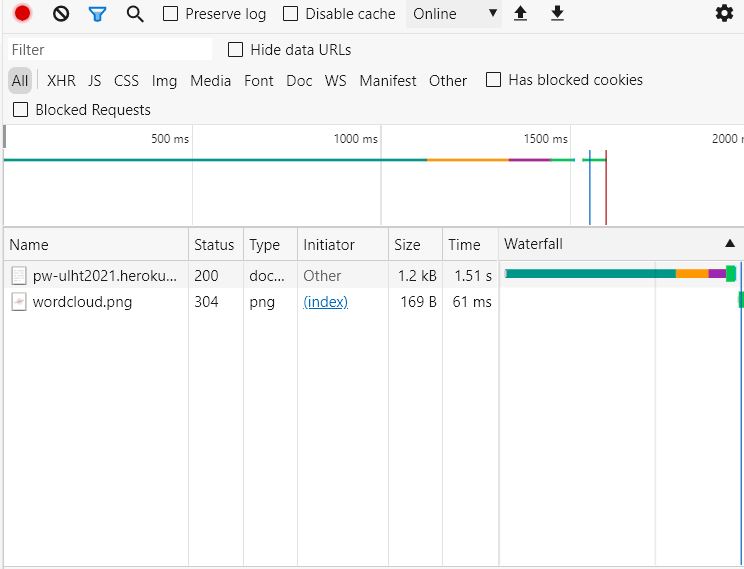 Preserve log Disable cache Online
Filter Hide data URLs
All XHR JS CSS Img Media Font Doc WS Manifest Other Has blocked cookies
Blocked Requests
500 ms 1000 ms 1500 ms 2000 r
Name Status Type Initiator Size Time Waterfall
pw-ulht2021.heroku... 200 doc... Other 1.2 kB 1.51 s
wordcloud.png 304 png (index) 169 B 61 ms